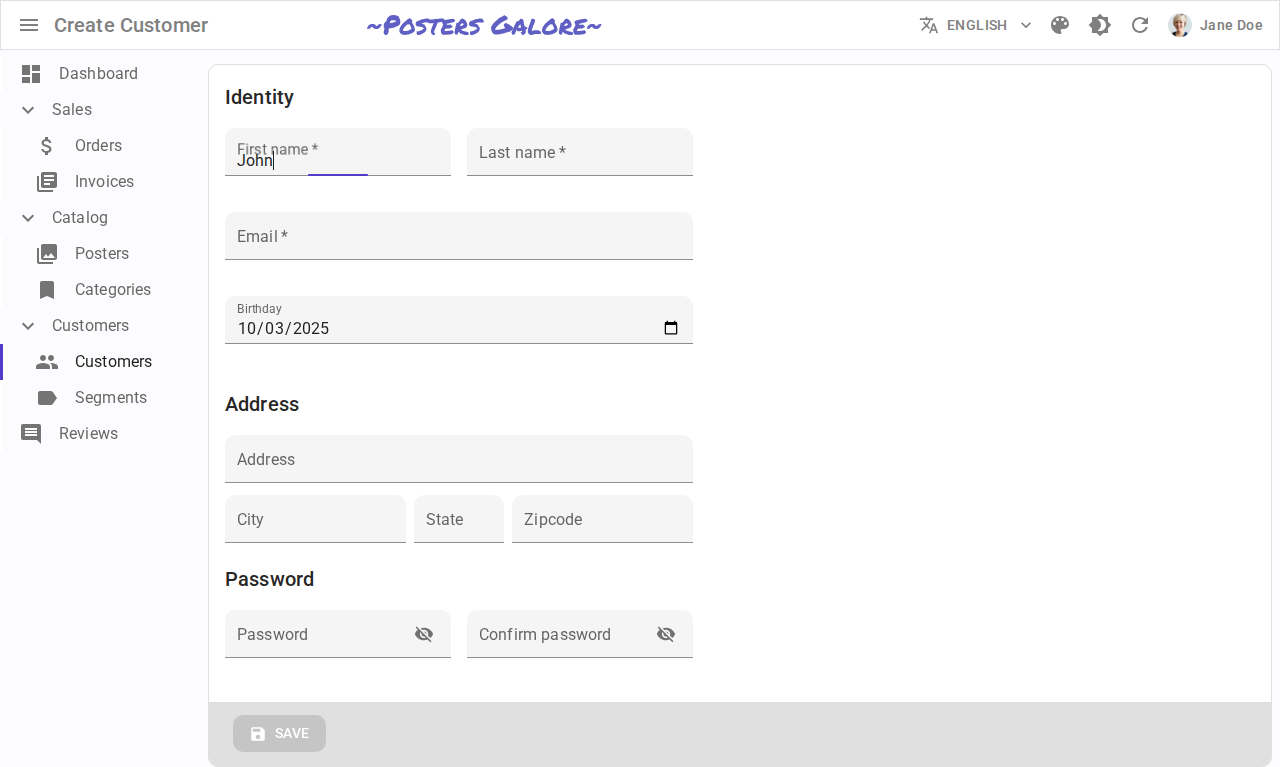 Create Customer
~Posters Galore~
ENGLISH
Jane Doe
Dashboard
Sales
Orders
Invoices
Catalog
Posters
Categories
Customers
Customers
Segments
Reviews
Identity
First name *
John
Last name *
Email *
Birthday
10/03/2025
Address
Address
City
State
Zipcode
Password
Password
Confirm password
SAVE